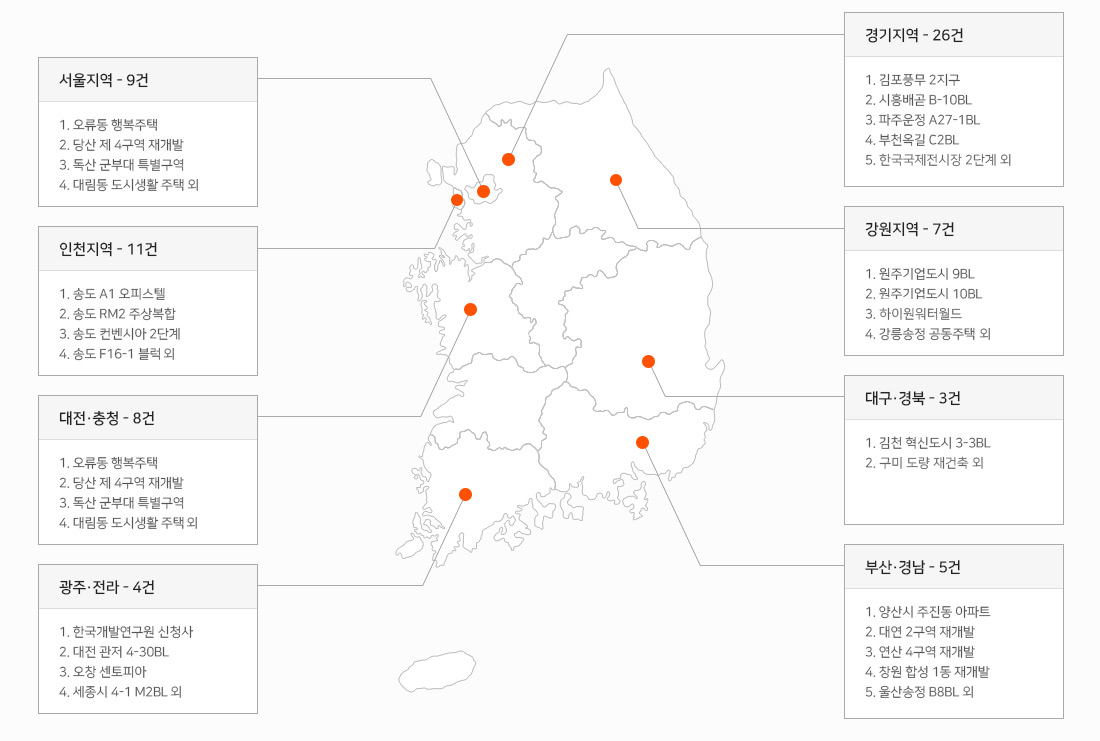 서울지역 - 9건
1. 오류동 행복주택
2. 당산 제 4구역 재개발
3. 독산 군부대 특별구역
4. 대림동 도시생활 주택 외
인천지역 - 11건
1. 송도 A1 오피스텔
2. 송도 RM2 주상복합
3. 송도 컨벤시아 2단계
4. 송도 F16-1 블럭 외
대전·충청 - 8건
1. 오류동 행복주택
2. 당산 제 4구역 재개발
3. 독산 군부대 특별구역
4. 대림동 도시생활 주택 외
광주·전라 - 4건
1. 한국개발연구원 신청사
2. 대전 관저 4-30BL
3. 오창 센토피아
4. 세종시 4-1 M2BL 외
경기지역 - 26건
1. 김포풍무 2지구
2. 시흥배곧 B-10BL
3. 파주운정 A27-1BL
4. 부천옥길 C2BL
5. 한국국제전시장 2단계 외
강원지역 - 7건
1. 원주기업도시 9BL
2. 원주기업도시 10BL
3. 하이원워터월드
4. 강릉송정 공동주택 외
대구·경북 - 3건
1. 김천 혁신도시 3-3BL
2. 구미 도량 재건축 외
부산·경남 - 5건
1. 양산시 주진동 아파트
2. 대연 2구역 재개발
3. 연산 4구역 재개발
4. 창원 합성 1동 재개발
5. 울산송정 B8BL 외